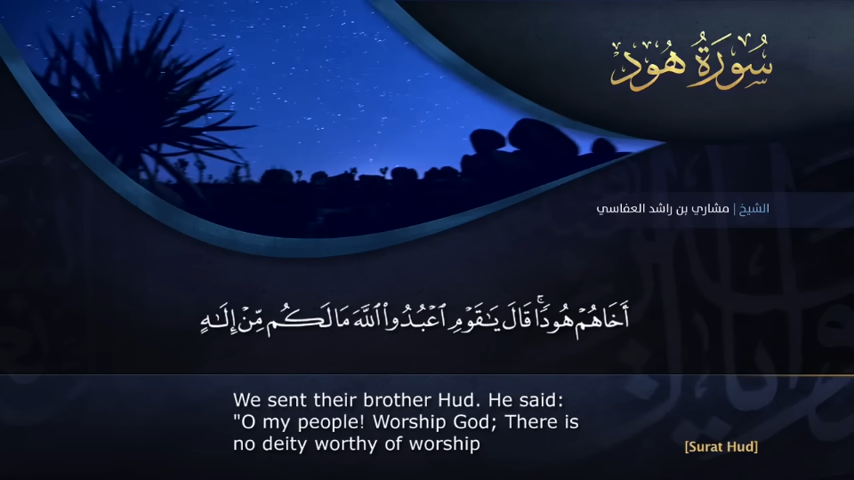 سُورَةُ هُود
الشيخ | مشاري بن راشد العفاسي
أَخَاهُمْ هُودًاۚ قَالَ يَـٰقَوْمِ ٱعْبُدُوا۟ ٱللَّهَ مَا لَكُم مِّنْ إِلَـٰهٍ
We sent their brother Hud. He said:
"O my people! Worship God; There is
no deity worthy of worship
[Surat Hud]